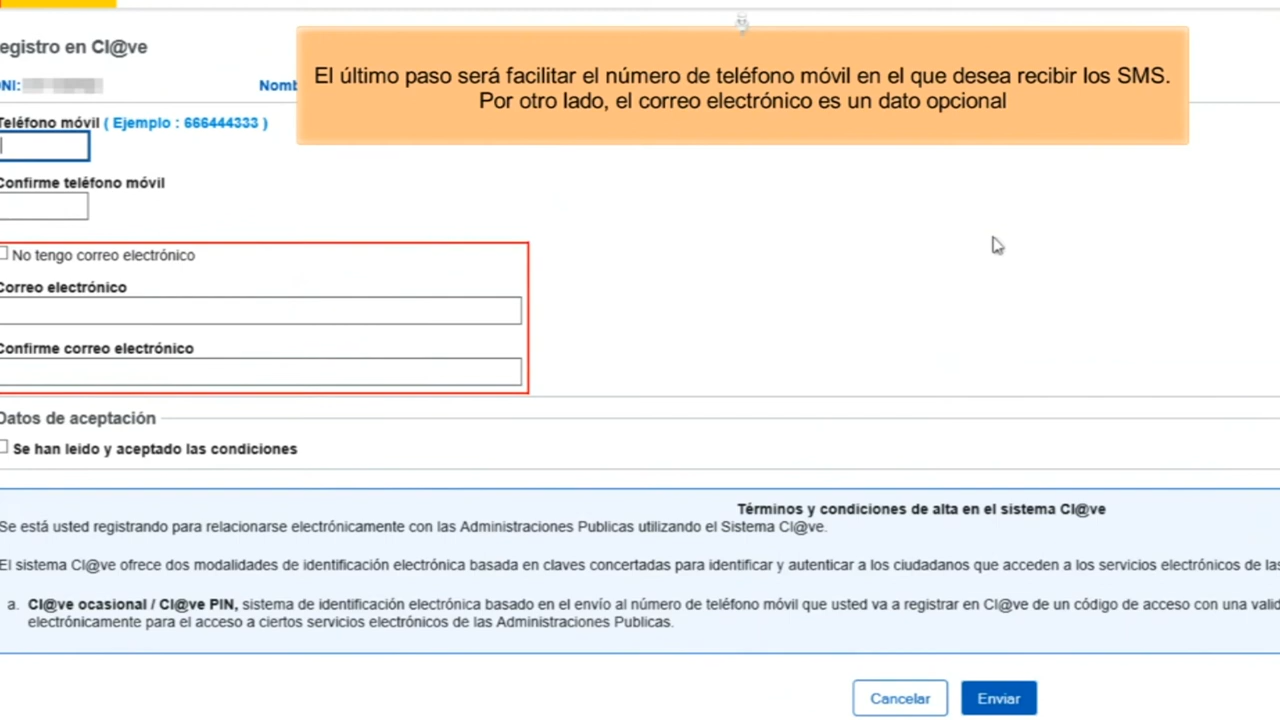 egistro en Cl@ve
El último paso será facilitar el número de teléfono móvil en el que desea recibir los SMS.
Por otro lado, el correo electrónico es un dato opcional
NI:
Nomb
Teléfono móvil ( Ejemplo : 666444333 )
Confirme teléfono móvil
No tengo correo electrónico
Correo electrónico
Confirme correo electrónico
Datos de aceptación
Se han leido y aceptado las condiciones
Términos y condiciones de alta en el sistema Cl@ve
Se está usted registrando para relacionarse electrónicamente con las Administraciones Publicas utilizando el Sistema Cl@ve.
El sistema Cl@ve ofrece dos modalidades de identificación electrónica basada en claves concertadas para identificar y autenticar a los ciudadanos que acceden a los servicios electrónicos de las
a. Cl@ve ocasional / Cl@ve PIN, sistema de identificación electrónica basado en el envío al número de teléfono móvil que usted va a registrar en Cl@ve de un código de acceso con una valid
electrónicamente para el acceso a ciertos servicios electrónicos de las Administraciones Publicas.
Cancelar
Enviar